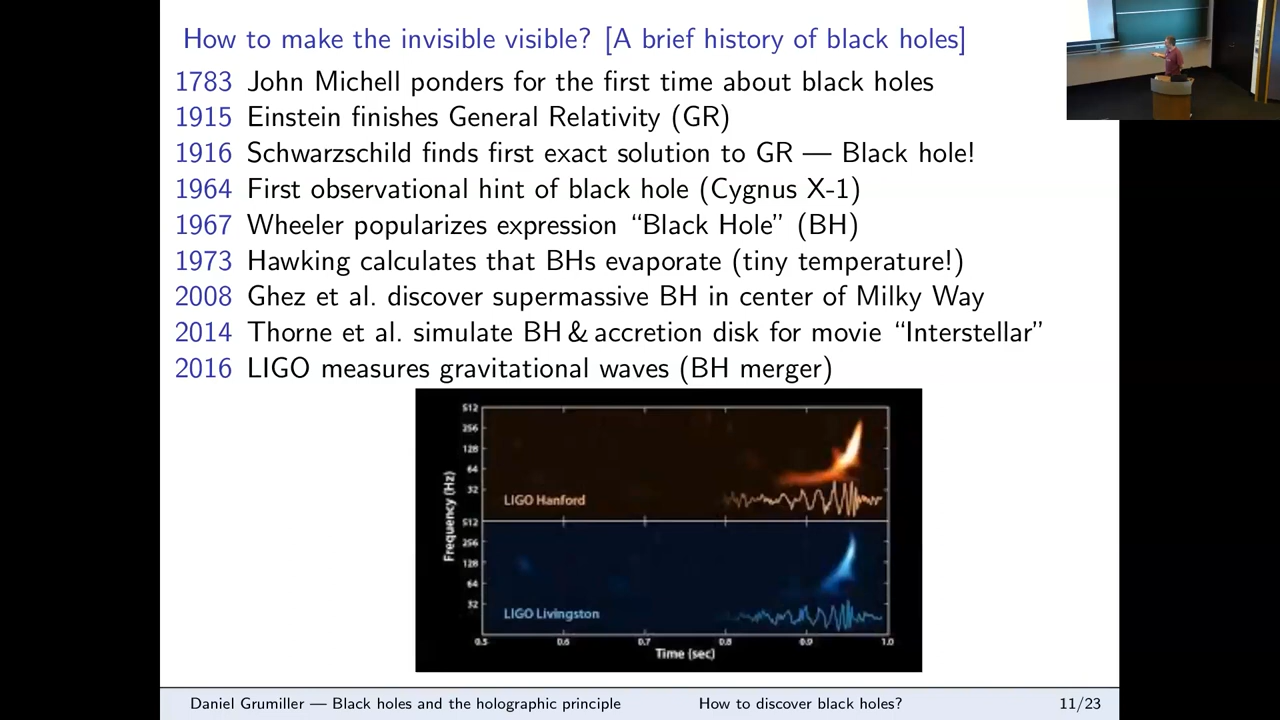 How to make the invisible visible? [A brief history of black holes]
1783 John Michell ponders for the first time about black holes
1915 Einstein finishes General Relativity (GR)
1916 Schwarzschild finds first exact solution to GR — Black hole!
1964 First observational hint of black hole (Cygnus X-1)
1967 Wheeler popularizes expression “Black Hole” (BH)
1973 Hawking calculates that BHs evaporate (tiny temperature!)
2008 Ghez et al. discover supermassive BH in center of Milky Way
2014 Thorne et al. simulate BH & accretion disk for movie “Interstellar”
2016 LIGO measures gravitational waves (BH merger)
512
256
128
64
32
LIGO Hanford
Frequency (Hz)
512
256
128
64
32
LIGO Livingston
0.5 0.6 0.7 0.8 0.9 1.0
Time (sec)
Daniel Grumiller — Black holes and the holographic principle How to discover black holes? 11/23